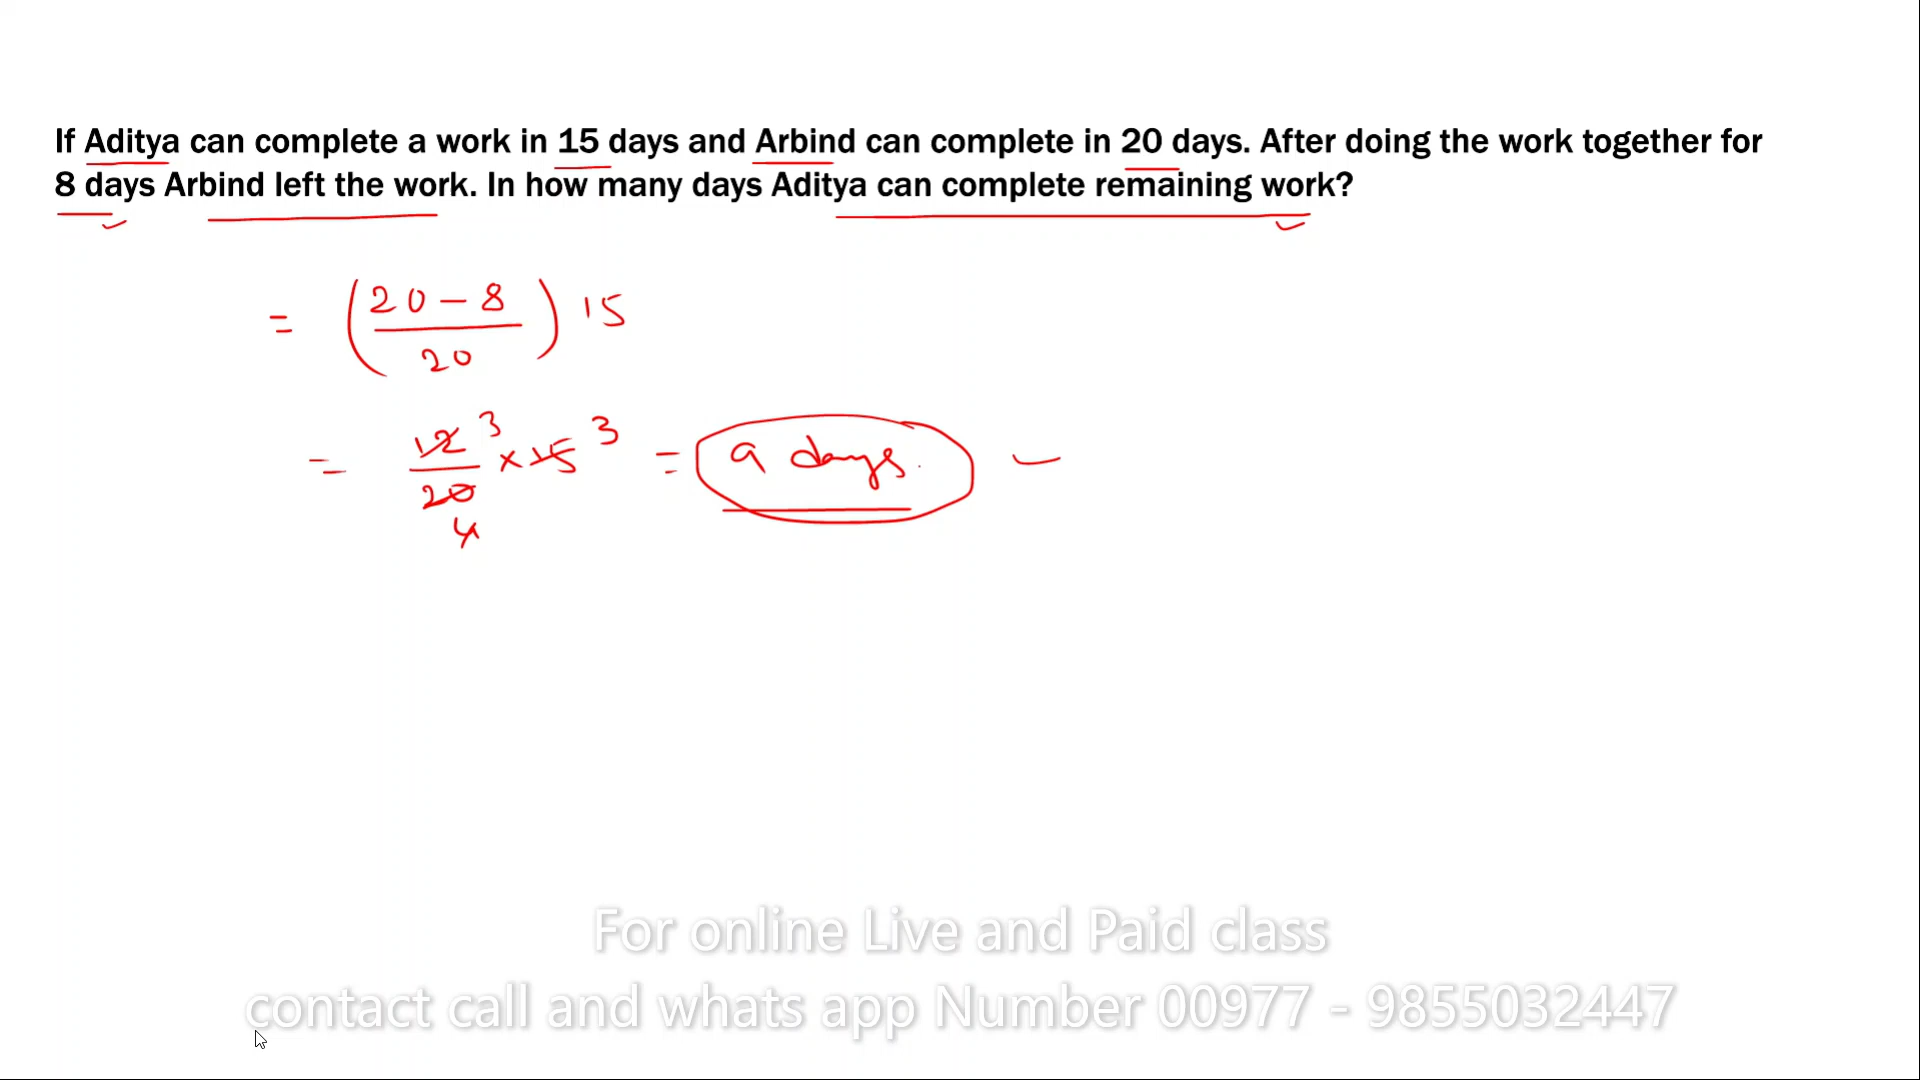 If Aditya can complete a work in 15 days and Arbind can complete in 20 days. After doing the work together for
8 days Arbind left the work. In how many days Aditya can complete remaining work?
= (20 - 8 / 20) 15
= 12 3 / 20 4 × 15 3 = 9 days.
For online Live and Paid class
contact call and whats app Number 00977 - 9855032447